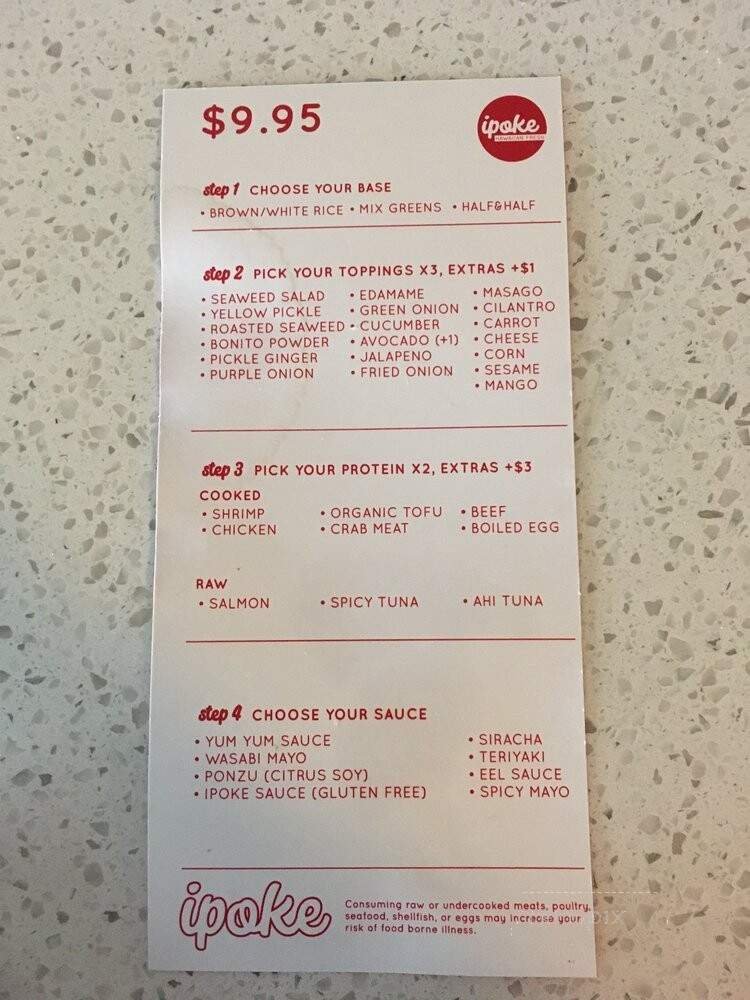 $9.95
ipoke
HAWAIIAN FRESH
step 1 CHOOSE YOUR BASE
• BROWN/WHITE RICE • MIX GREENS • HALF&HALF
step 2 PICK YOUR TOPPINGS X3, EXTRAS +$1
• SEAWEED SALAD • EDAMAME • MASAGO
• YELLOW PICKLE • GREEN ONION • CILANTRO
• ROASTED SEAWEED • CUCUMBER • CARROT
• BONITO POWDER • AVOCADO (+1) • CHEESE
• PICKLE GINGER • JALAPENO • CORN
• PURPLE ONION • FRIED ONION • SESAME
• MANGO
step 3 PICK YOUR PROTEIN X2, EXTRAS +$3
COOKED
• SHRIMP • ORGANIC TOFU • BEEF
• CHICKEN • CRAB MEAT • BOILED EGG
RAW
• SALMON • SPICY TUNA • AHI TUNA
step 4 CHOOSE YOUR SAUCE
• YUM YUM SAUCE • SIRACHA
• WASABI MAYO • TERIYAKI
• PONZU (CITRUS SOY) • EEL SAUCE
• IPOKE SAUCE (GLUTEN FREE) • SPICY MAYO
ipoke
Consuming raw or undercooked meats, poultry,
seafood, shellfish, or eggs may increase your
risk of food borne illness.